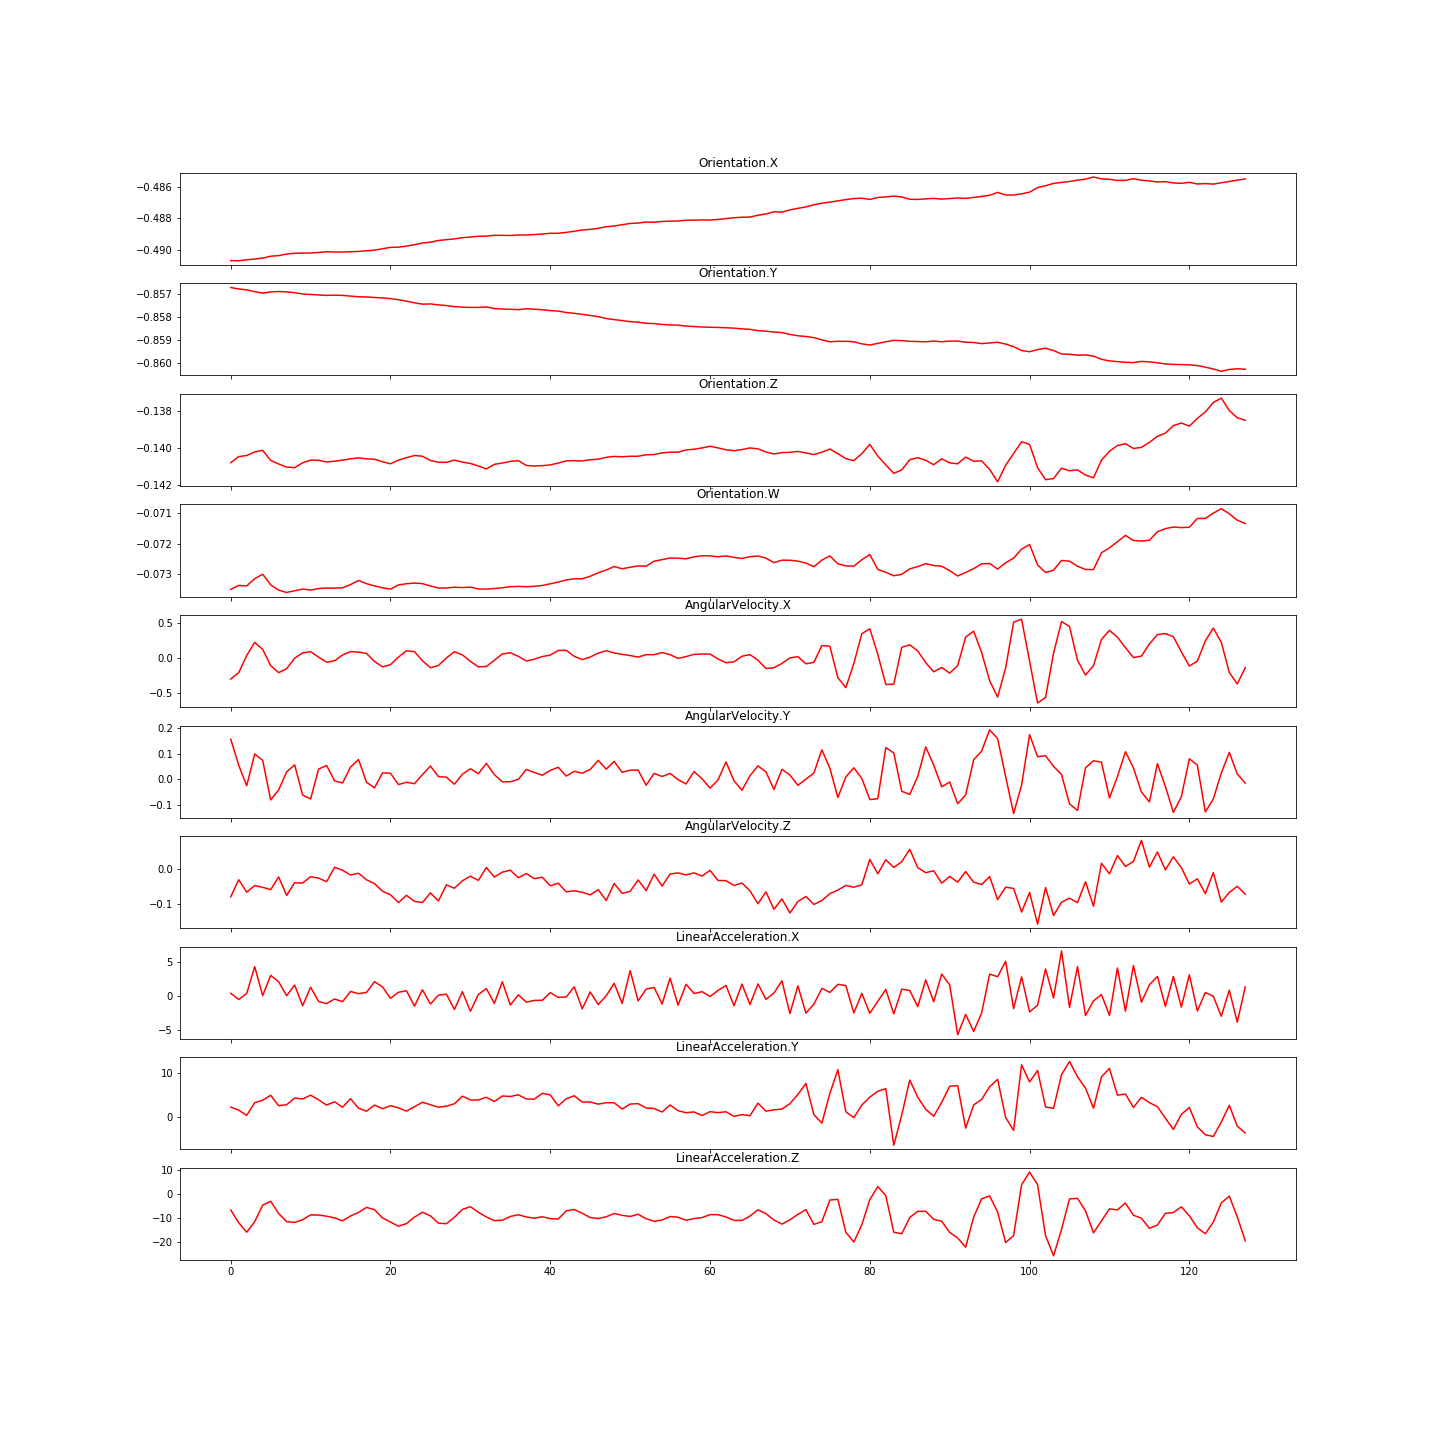 Orientation.X
−0.486
−0.488
−0.490
Orientation.Y
−0.857
−0.858
−0.859
−0.860
Orientation.Z
−0.138
−0.140
−0.142
Orientation.W
−0.071
−0.072
−0.073
AngularVelocity.X
0.5
0.0
−0.5
AngularVelocity.Y
0.2
0.1
0.0
−0.1
AngularVelocity.Z
0.0
−0.1
LinearAcceleration.X
5
0
−5
LinearAcceleration.Y
10
0
LinearAcceleration.Z
10
0
−10
−20
0 20 40 60 80 100 120